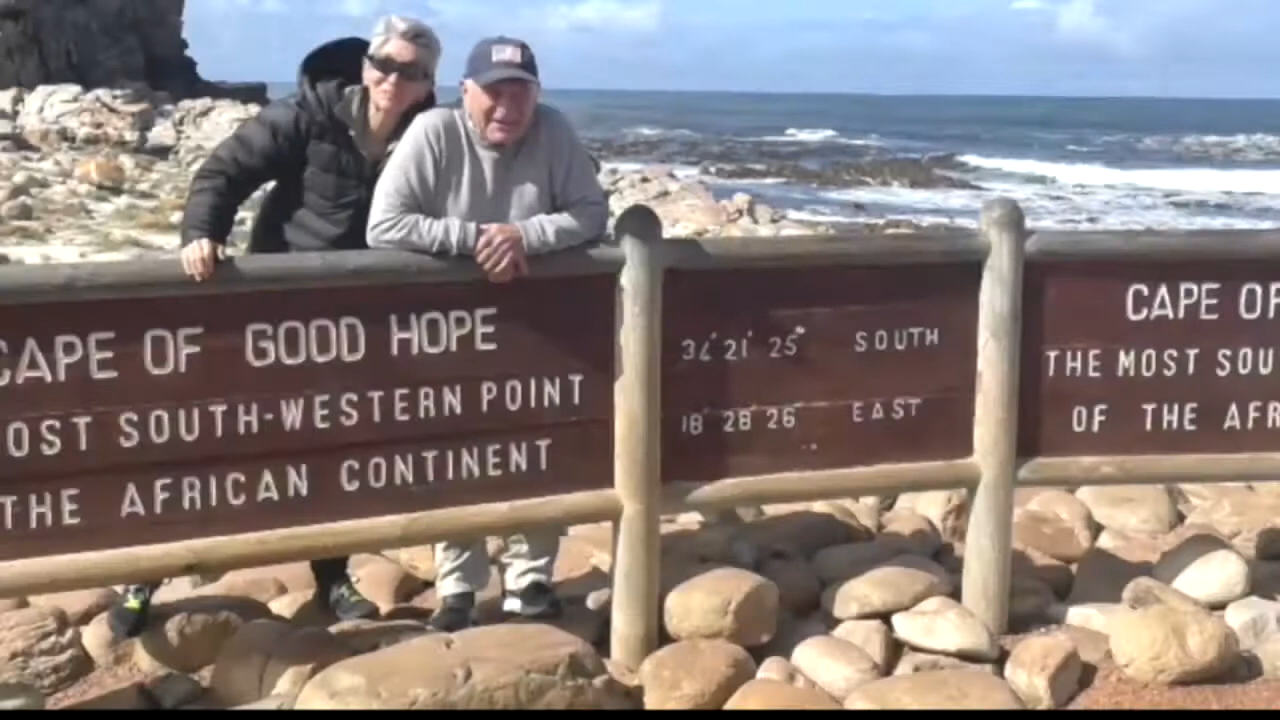 CAPE OF GOOD HOPE
OST SOUTH-WESTERN POINT
THE AFRICAN CONTINENT
34° 21' 25" SOUTH
18° 28' 26" EAST
CAPE OF
THE MOST SOU
OF THE AFR